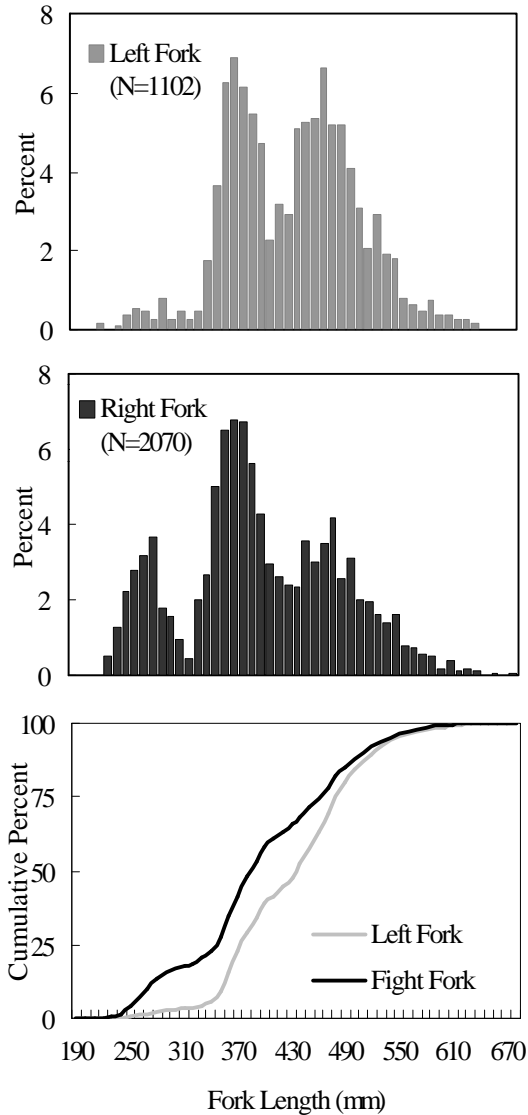 8
6
4
2
0
Percent
Left Fork
(N=1102)
8
6
4
2
0
Percent
Right Fork
(N=2070)
100
75
50
25
0
Cumulative Percent
Left Fork
Fight Fork
190 250 310 370 430 490 550 610 670
Fork Length (mm)